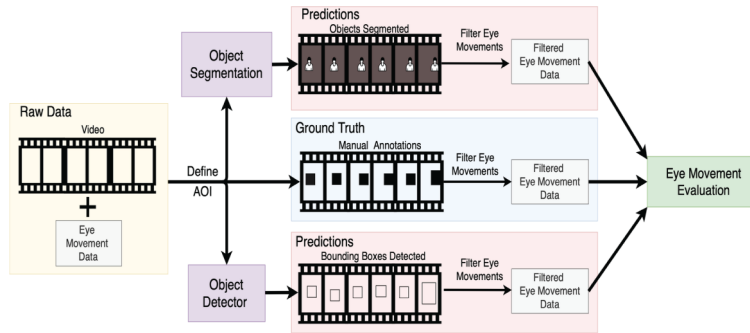 Raw Data
Video
Eye
Movement
Data
Define
AOI
Object
Segmentation
Object
Detector
Predictions
Objects Segmented
Filter Eye
Movements
Filtered
Eye Movement
Data
Ground Truth
Manual Annotations
Filter Eye
Movements
Filtered
Eye Movement
Data
Predictions
Bounding Boxes Detected
Filter Eye
Movements
Filtered
Eye Movement
Data
Eye Movement
Evaluation